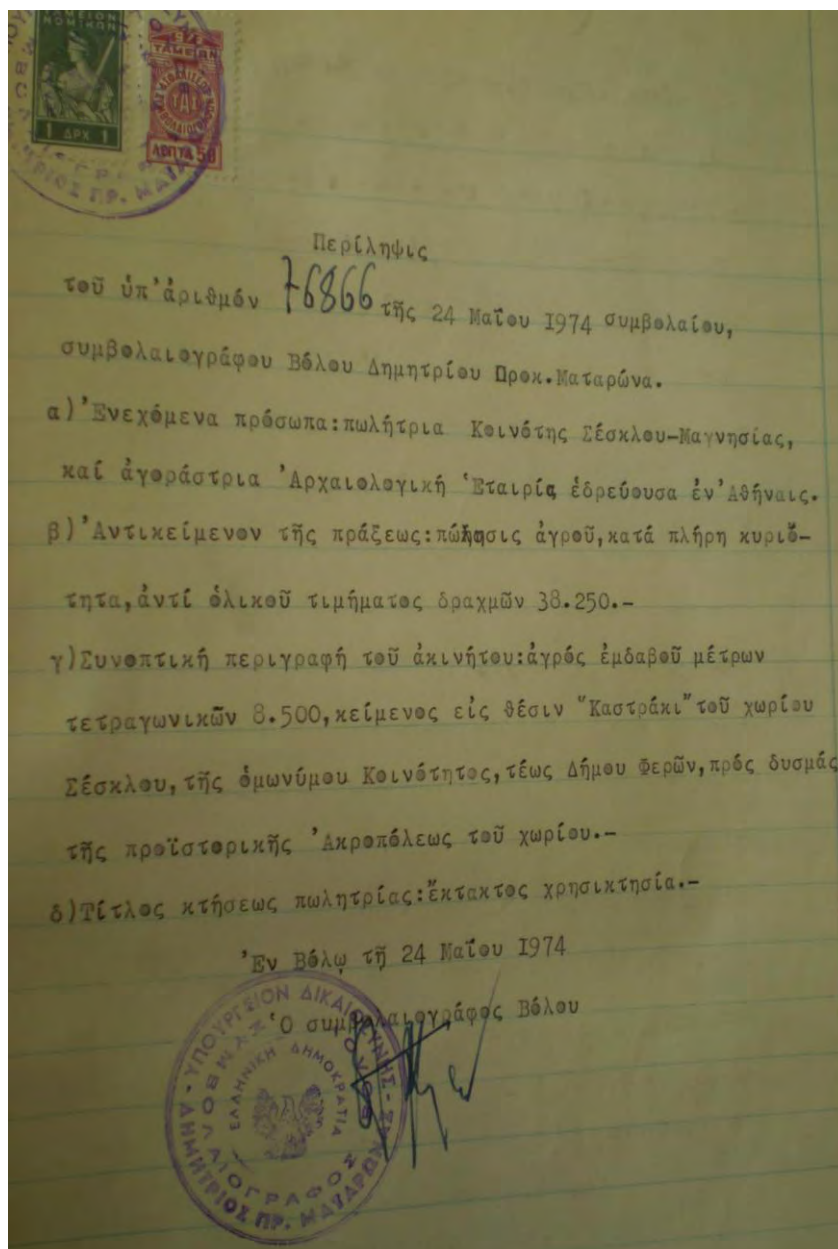 ΤΑΜΕΙΟΝ
ΝΟΜΙΚΩΝ
1 ΔΡΧ 1
ΤΑΜΕΙΟΝ
ΤΑΣ
ΛΕΠΤΑ 50
Περίληψις
τοῦ ὑπ'ἀριθμόν 76866 τῆς 24 Μαΐου 1974 συμβολαίου,
συμβολαιογράφου Βόλου Δημητρίου Προκ.Ματαρώνα.
α)'Ενεχόμενα πρόσωπα:πωλήτρια Κοινότης Σέσκλου-Μαγνησίας,
καί ἀγοράστρια 'Αρχαιολογική 'Εταιρία ἑδρεύουσα ἐν'Αθήναις.
β)'Αντικείμενον τῆς πράξεως:πώλησις ἀγροῦ,κατά πλήρη κυριό-
τητα,ἀντί ὁλικοῦ τιμήματος δραχμῶν 38.250.-
γ)Συνοπτική περιγραφή τοῦ ἀκινήτου:ἀγρός ἐμδαβοῦ μέτρων
τετραγωνικῶν 8.500,κείμενος εἰς θέσιν "Καστράκι"τοῦ χωρίου
Σέσκλου,τῆς ὁμωνύμου Κοινότητος,τέως Δήμου Φερῶν,πρός δυσμάς
τῆς προϊστορικῆς 'Ακροπόλεως τοῦ χωρίου.-
δ)Τίτλος κτήσεως πωλητρίας:ἔκτακτος χρησικτησία.-
'Εν Βόλῳ τῇ 24 Μαΐου 1974
'Ο συμβολαιογράφος Βόλου
ΥΠΟΥΡΓΕΙΟΝ ΔΙΚΑΙΟΣΥΝΗΣ
ΕΛΛΗΝΙΚΗ ΔΗΜΟΚΡΑΤΙΑ
ΔΗΜΗΤΡΙΟΣ ΠΡ.